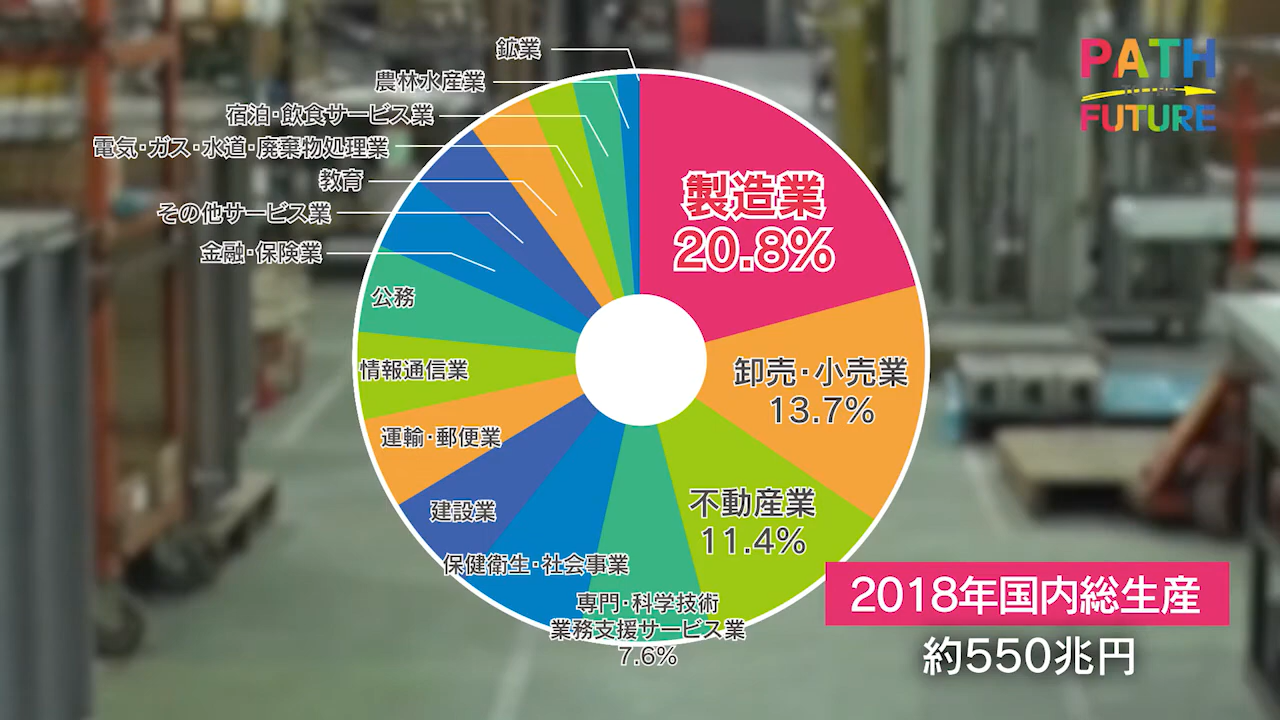 鉱業
農林水産業
宿泊・飲食サービス業
電気・ガス・水道・廃棄物処理業
教育
その他サービス業
金融・保険業
公務
情報通信業
運輸・郵便業
建設業
保健衛生・社会事業
専門・科学技術
業務支援サービス業
7.6%
不動産業
11.4%
卸売・小売業
13.7%
製造業
20.8%
PATH
TO THE
FUTURE
2018年国内総生産
約550兆円